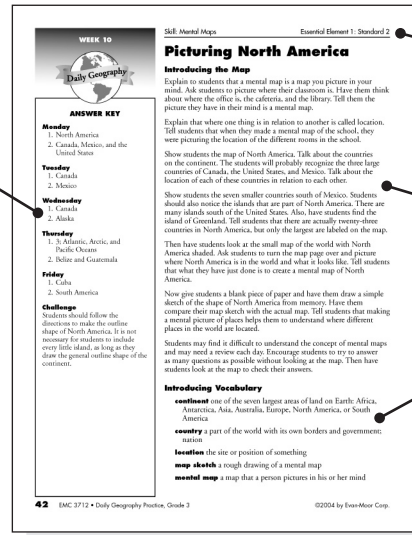 WEEK 10
Daily Geography
ANSWER KEY
Monday
1. North America
2. Canada, Mexico, and the
United States
Tuesday
1. Canada
2. Mexico
Wednesday
1. Canada
2. Alaska
Thursday
1. 3; Atlantic, Arctic, and
Pacific Oceans
2. Belize and Guatemala
Friday
1. Cuba
2. South America
Challenge
Students should follow the
directions to make the outline
shape of North America. It is not
necessary for students to include
every little island, as long as they
draw the general outline shape of the
continent.
Skill: Mental Maps Essential Element 1: Standard 2
Picturing North America
Introducing the Map
Explain to students that a mental map is a map you picture in your
mind. Ask students to picture where their classroom is. Have them think
about where the office is, the cafeteria, and the library. Tell them the
picture they have in their mind is a mental map.
Explain that where one thing is in relation to another is called location.
Tell students that when they made a mental map of the school, they
were picturing the location of the different rooms in the school.
Show students the map of North America. Talk about the countries
on the continent. The students will probably recognize the three large
countries of Canada, the United States, and Mexico. Talk about the
location of each of these countries in relation to each other.
Show students the seven smaller countries south of Mexico. Students
should also notice the islands that are part of North America. There are
many islands south of the United States. Also, have students find the
island of Greenland. Tell students that there are actually twenty-three
countries in North America, but only the largest are labeled on the map.
Then have students look at the small map of the world with North
America shaded. Ask students to turn the map page over and picture
where North America is in the world and what it looks like. Tell students
that what they have just done is to create a mental map of North
America.
Now give students a blank piece of paper and have them draw a simple
sketch of the shape of North America from memory. Have them
compare their map sketch with the actual map. Tell students that making
a mental picture of places helps them to understand where different
places in the world are located.
Students may find it difficult to understand the concept of mental maps
and may need a review each day. Encourage students to try to answer
as many questions as possible without looking at the map. Then have
students look at the map to check their answers.
Introducing Vocabulary
continent one of the seven largest areas of land on Earth: Africa,
Antarctica, Asia, Australia, Europe, North America, or South
America
country a part of the world with its own borders and government;
nation
location the site or position of something
map sketch a rough drawing of a mental map
mental map a map that a person pictures in his or her mind
42 EMC 3712 • Daily Geography Practice, Grade 3 ©2004 by Evan-Moor Corp.